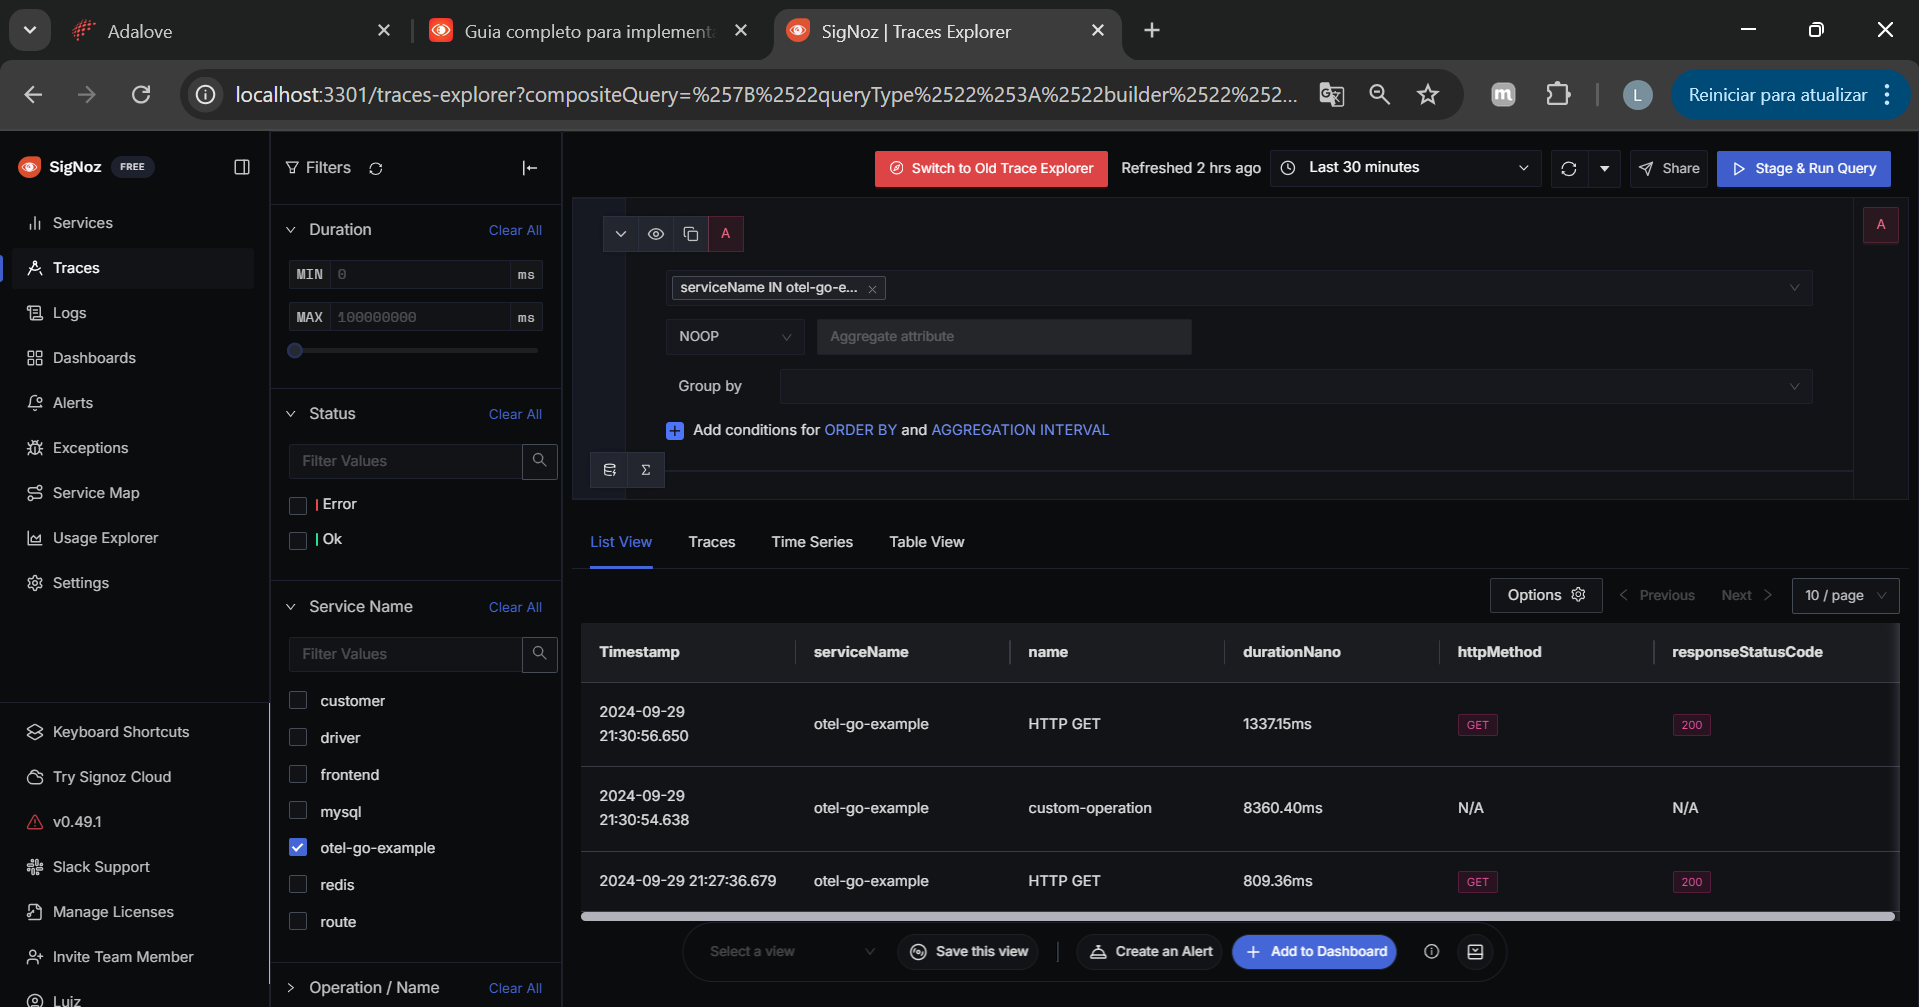 Adalove
Guia completo para implementa
SigNoz | Traces Explorer
localhost:3301/traces-explorer?compositeQuery=%257B%2522queryType%2522%253A%2522builder%2522%252...
m
L
Reiniciar para atualizar
SigNoz
FREE
Services
Traces
Logs
Dashboards
Alerts
Exceptions
Service Map
Usage Explorer
Settings
Keyboard Shortcuts
Try Signoz Cloud
v0.49.1
Slack Support
Manage Licenses
Invite Team Member
Luiz
Filters
Duration
Clear All
MIN 0 ms
MAX 100000000 ms
Status
Clear All
Filter Values
Error
Ok
Service Name
Clear All
Filter Values
customer
driver
frontend
mysql
otel-go-example
redis
route
Operation / Name
Clear All
Switch to Old Trace Explorer
Refreshed 2 hrs ago
Last 30 minutes
Share
Stage & Run Query
A
A
serviceName IN otel-go-e...
NOOP
Aggregate attribute
Group by
Add conditions for ORDER BY and AGGREGATION INTERVAL
Σ
List View
Traces
Time Series
Table View
Options
Previous
Next
10 / page
Timestamp serviceName name durationNano httpMethod responseStatusCode
2024-09-29
21:30:56.650
otel-go-example HTTP GET 1337.15ms GET 200
2024-09-29
21:30:54.638
otel-go-example custom-operation 8360.40ms N/A N/A
2024-09-29 21:27:36.679 otel-go-example HTTP GET 809.36ms GET 200
Select a view
Save this view
Create an Alert
Add to Dashboard